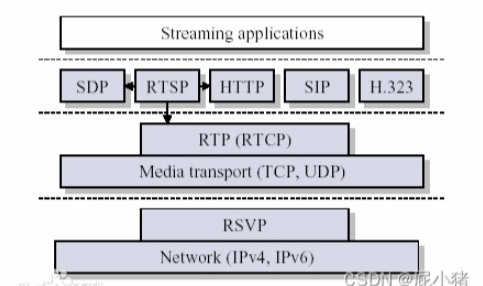 Streaming applications
SDP RTSP HTTP SIP H.323
RTP (RTCP)
Media transport (TCP, UDP)
RSVP
Network (IPv4, IPv6)
CSDN @屁小猪